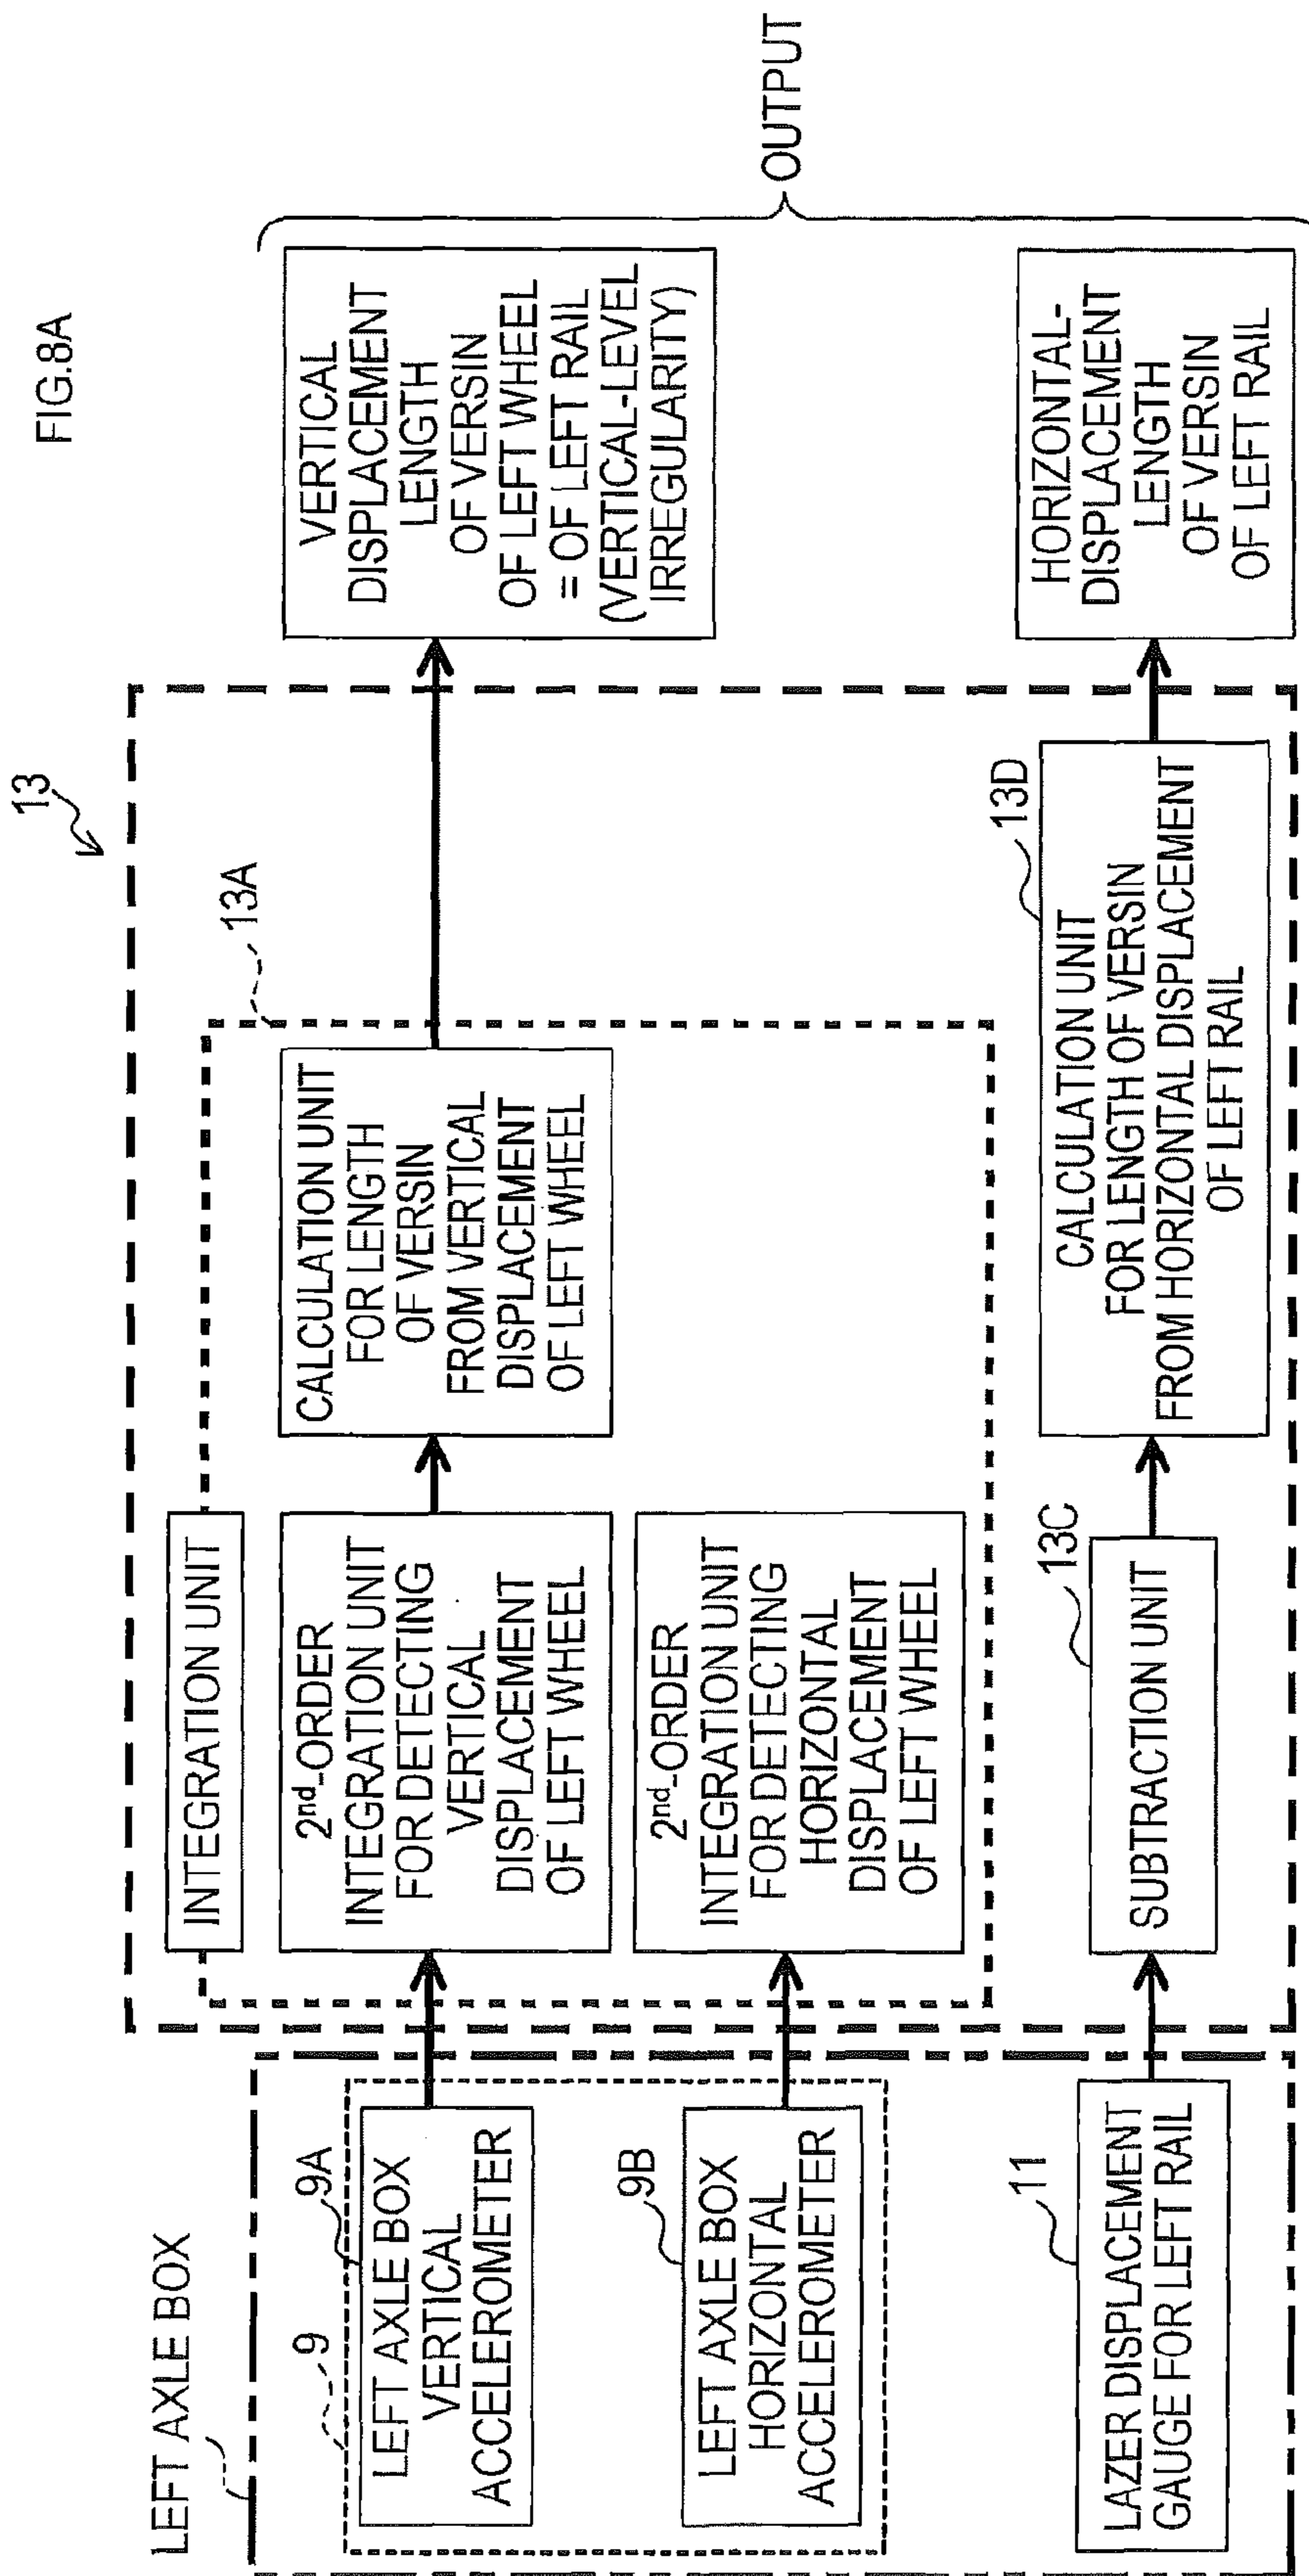 FIG.8A
13
LEFT AXLE BOX
9
9A
LEFT AXLE BOX
VERTICAL
ACCELEROMETER
9B
LEFT AXLE BOX
HORIZONTAL
ACCELEROMETER
11
LAZER DISPLACEMENT
GAUGE FOR LEFT RAIL
INTEGRATION UNIT
13A
2nd-ORDER
INTEGRATION UNIT
FOR DETECTING
VERTICAL
DISPLACEMENT
OF LEFT WHEEL
2nd-ORDER
INTEGRATION UNIT
FOR DETECTING
HORIZONTAL
DISPLACEMENT
OF LEFT WHEEL
13C
SUBTRACTION UNIT
CALCULATION UNIT
FOR LENGTH
OF VERSIN
FROM VERTICAL
DISPLACEMENT
OF LEFT WHEEL
13D
CALCULATION UNIT
FOR LENGTH OF VERSIN
FROM HORIZONTAL DISPLACEMENT
OF LEFT RAIL
VERTICAL
DISPLACEMENT
LENGTH
OF VERSIN
OF LEFT WHEEL
= OF LEFT RAIL
(VERTICAL-LEVEL
IRREGULARITY)
HORIZONTAL-
DISPLACEMENT
LENGTH
OF VERSIN
OF LEFT RAIL
OUTPUT